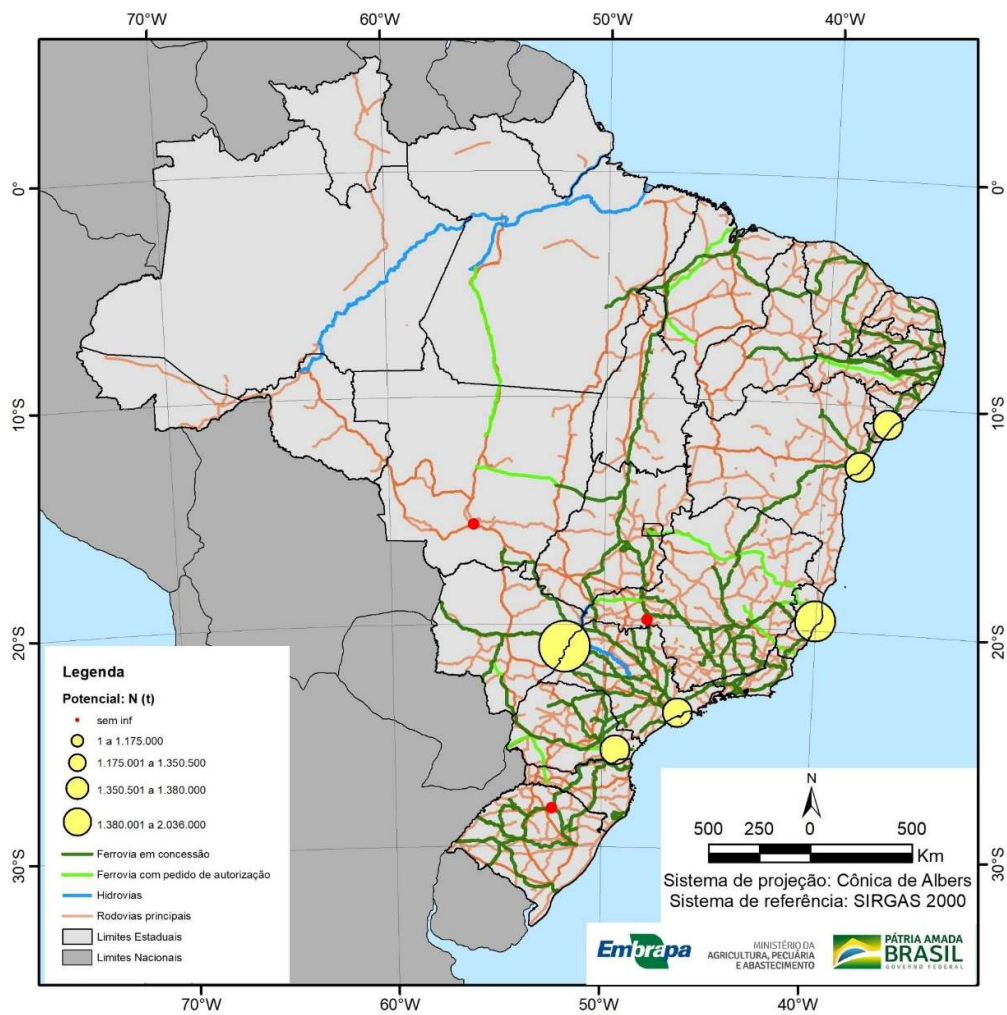 70°W 60°W 50°W 40°W
0° 0°
10°S 10°S
20°S 20°S
30°S 30°S
Legenda
Potencial: N (t)
sem inf
1 a 1.175.000
1.175.001 a 1.350.500
1.350.501 a 1.380.000
1.380.001 a 2.036.000
Ferrovia em concessão
Ferrovia com pedido de autorização
Hidrovias
Rodovias principais
Limites Estaduais
Limites Nacionais
N
500 250 0 500
Km
Sistema de projeção: Cônica de Albers
Sistema de referência: SIRGAS 2000
Embrapa
MINISTÉRIO DA
AGRICULTURA, PECUÁRIA
E ABASTECIMENTO
PÁTRIA AMADA
BRASIL
GOVERNO FEDERAL
70°W 60°W 50°W 40°W